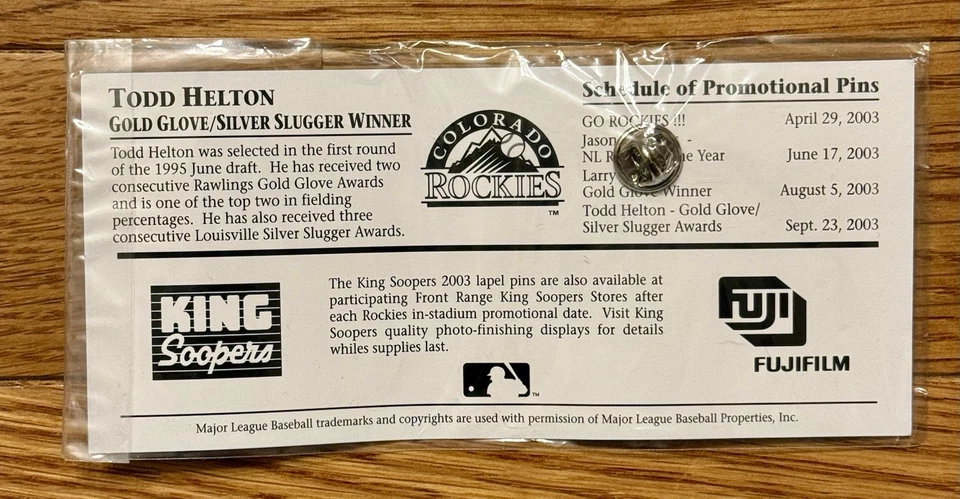 TODD HELTON
GOLD GLOVE/SILVER SLUGGER WINNER
Todd Helton was selected in the first round
of the 1995 June draft. He has received two
consecutive Rawlings Gold Glove Awards
and is one of the top two in fielding
percentages. He has also received three
consecutive Louisville Silver Slugger Awards.
COLORADO
ROCKIES
TM
Schedule of Promotional Pins
GO ROCKIES !!! April 29, 2003
Jason -
NL the Year June 17, 2003
Larry
Gold Glove Winner August 5, 2003
Todd Helton - Gold Glove/
Silver Slugger Awards Sept. 23, 2003
KING
Soopers
The King Soopers 2003 lapel pins are also available at
participating Front Range King Soopers Stores after
each Rockies in-stadium promotional date. Visit King
Soopers quality photo-finishing displays for details
whiles supplies last.
TM
FUJI
FUJIFILM
Major League Baseball trademarks and copyrights are used with permission of Major League Baseball Properties, Inc.